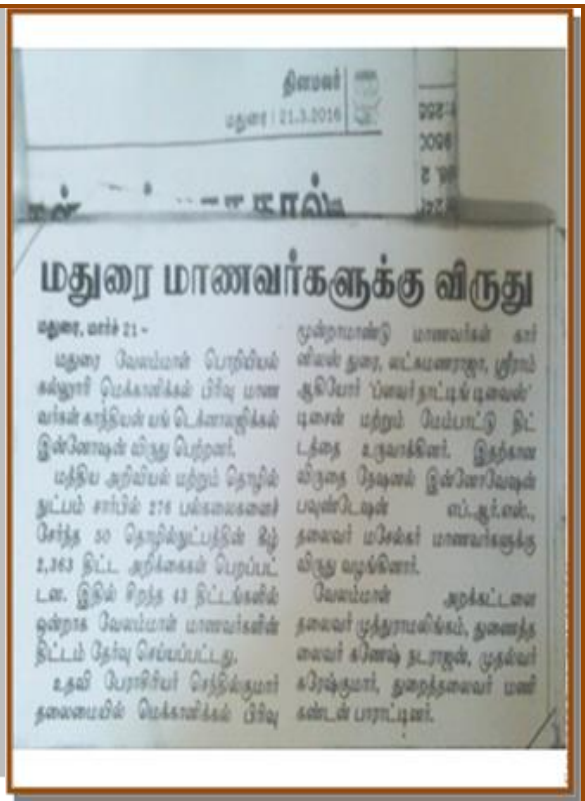 தினமலர்
மதுரை | 21.3.2016
மதுரை மாணவர்களுக்கு விருது
மதுரை, மார்ச் 21 -
மதுரை வேலம்மாள் பொறியியல்
கல்லூரி மெக்கானிக்கல் பிரிவு மாண
வர்கள் காந்தியன் யங் டெக்னாலஜிக்கல்
இன்னோஷன் விருது பெற்றனர்.
மத்திய அறிவியல் மற்றும் தொழில்
நுட்பம் சார்பில் 276 பல்கலைகளைச்
சேர்ந்த 50 தொழில்நுட்பத்தின் கீழ்
2,363 திட்ட அறிக்கைகள் பெறப்பட்
டன. இதில் சிறந்த 43 திட்டங்களில்
ஒன்றாக வேலம்மாள் மாணவர்களின்
திட்டம் தேர்வு செய்யப்பட்டது.
உதவி பேராசிரியர் செந்தில்குமார்
தலைமையில் மெக்கானிக்கல் பிரிவு
மூன்றாமாண்டு மாணவர்கள் கார்
னிலஸ் துரை, லட்சுமணராஜா, ஸ்ரீராம்
ஆகியோர் 'ப்ளவர் நாட்டிங் டிவைஸ்'
டிசைன் மற்றும் மேம்பாட்டு திட்
டத்தை உருவாக்கினர். இதற்கான
விருதை நேஷனல் இன்னோவேஷன்
பவுண்டேஷன் எப்.ஆர்.எஸ்.,
தலைவர் மசேல்கர் மாணவர்களுக்கு
விருது வழங்கினார்.
வேலம்மாள் அறக்கட்டளை
தலைவர் முத்துராமலிங்கம், துணைத்த
லைவர் கணேஷ் நடராஜன், முதல்வர்
சுரேஷ்குமார், துறைத்தலைவர் மணி
கண்டன் பாராட்டினர்.